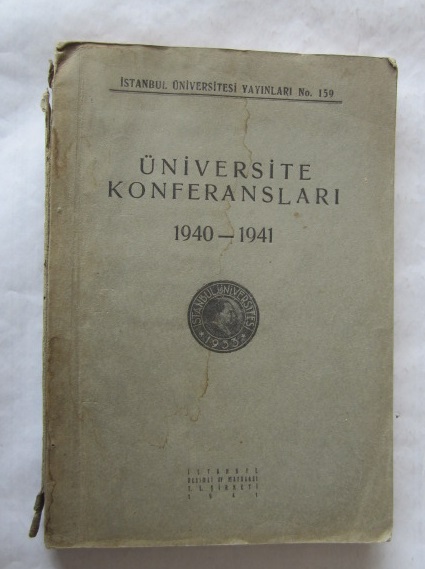 İSTANBUL ÜNİVERSİTESİ YAYINLARI No. 159
ÜNİVERSİTE
KONFERANSLARI
1940 — 1941
İSTANBUL ÜNİVERSİTESİ
1933
İSTANBUL